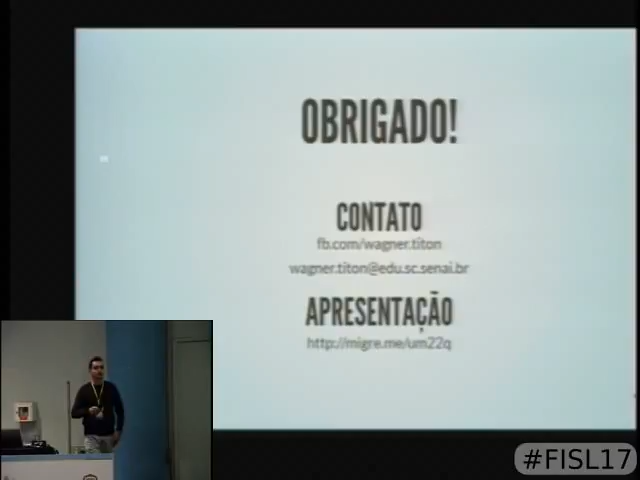 OBRIGADO!
CONTATO
fb.com/wagner.titon
wagner.titon@edu.sc.senai.br
APRESENTAÇÃO
http://migre.me/um22q
#FISL17